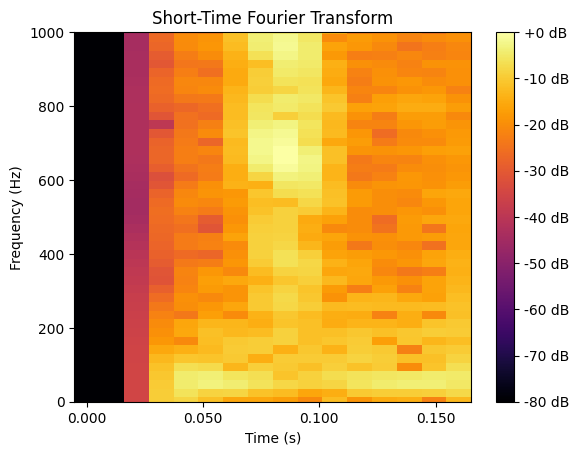 Short-Time Fourier Transform
1000
800
600
400
200
0
Frequency (Hz)
0.000
0.050
0.100
0.150
Time (s)
+0 dB
-10 dB
-20 dB
-30 dB
-40 dB
-50 dB
-60 dB
-70 dB
-80 dB